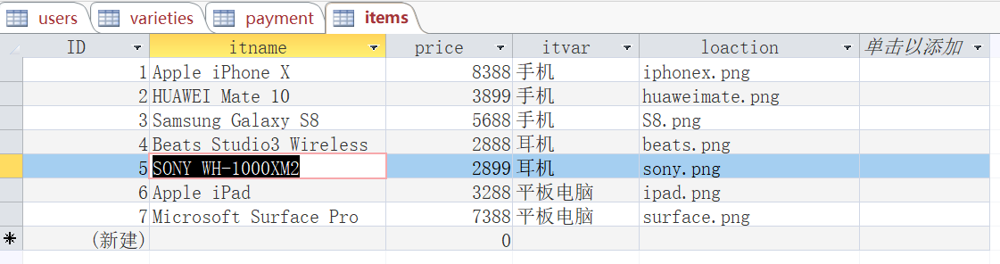 users varieties payment items
ID itname price itvar loaction 单击以添加
1 Apple iPhone X 8388 手机 iphonex.png
2 HUAWEI Mate 10 3899 手机 huaweimate.png
3 Samsung Galaxy S8 5688 手机 S8.png
4 Beats Studio3 Wireless 2888 耳机 beats.png
5 SONY WH-1000XM2 2899 耳机 sony.png
6 Apple iPad 3288 平板电脑 ipad.png
7 Microsoft Surface Pro 7388 平板电脑 surface.png
(新建) 0